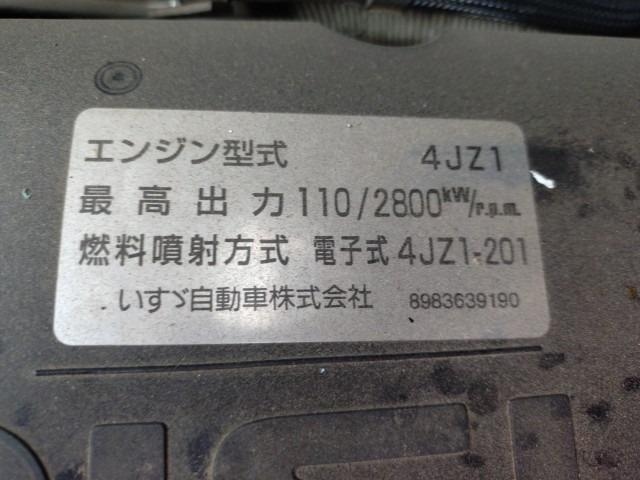 エンジン型式 4JZ1
最高出力 110/2800kW/r.p.m.
燃料噴射方式 電子式 4JZ1-201
いすゞ自動車株式会社 8983639190